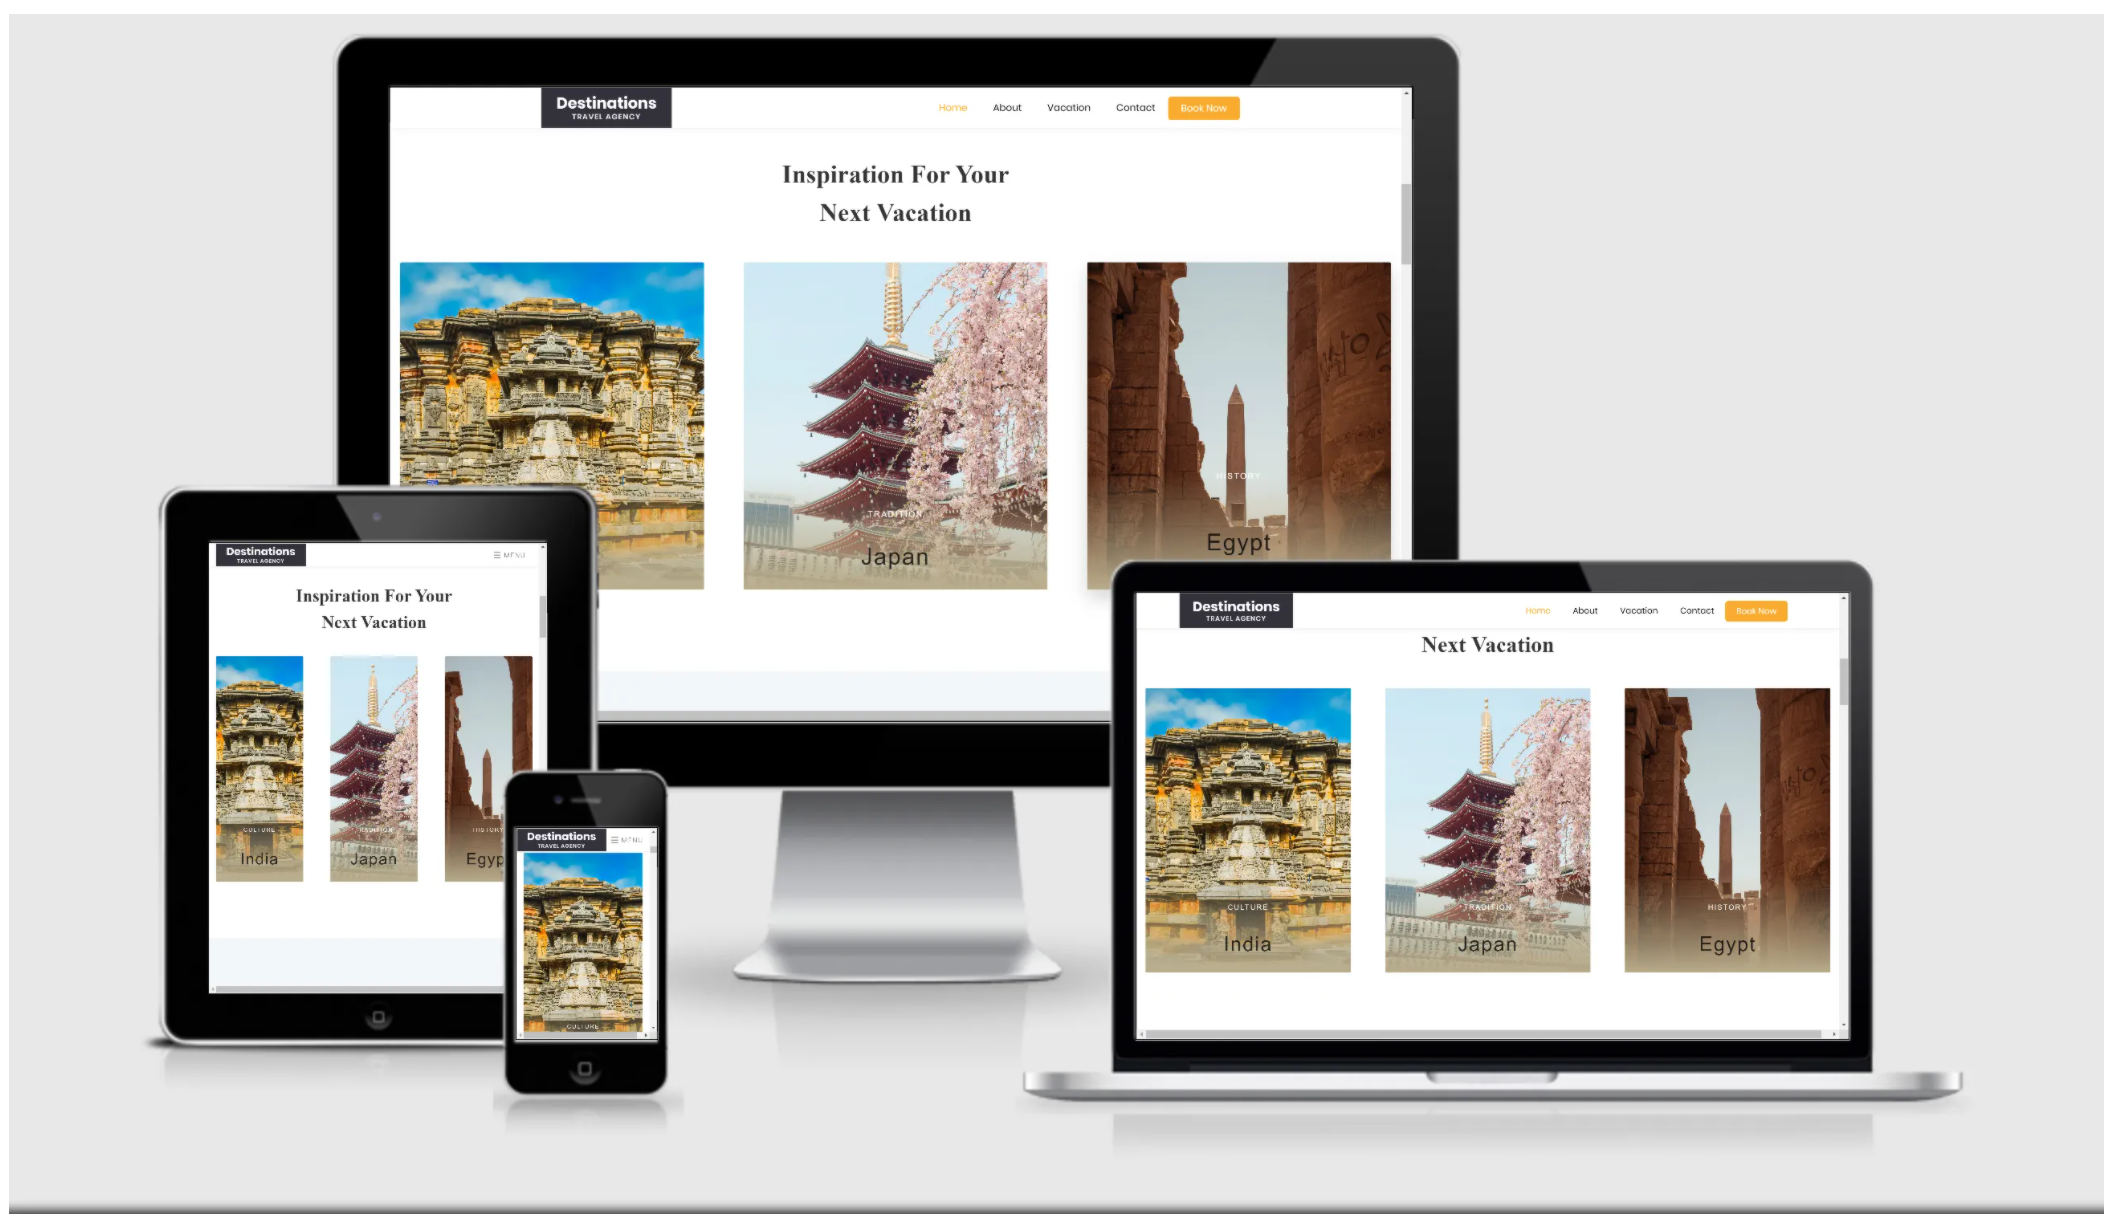 Destinations
TRAVEL AGENCY
Home About Vacation Contact Book Now
Inspiration For Your
Next Vacation
TRADITION
Japan
HISTORY
Egypt
Destinations
TRAVEL AGENCY
MENU
Inspiration For Your
Next Vacation
CULTURE TRADITION HISTORY
India Japan Egyp
Destinations
TRAVEL AGENCY
MENU
CULTURE
Destinations
TRAVEL AGENCY
Home About Vacation Contact Book Now
Next Vacation
CULTURE TRADITION HISTORY
India Japan Egypt